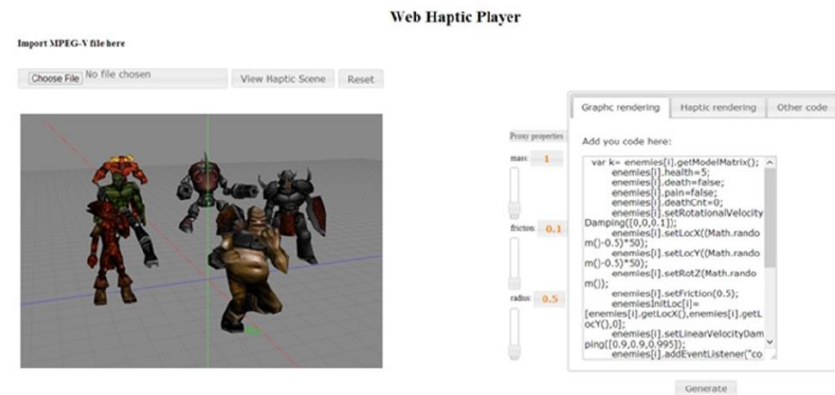 Web Haptic Player
Import MPEG-V file here
Choose File No file chosen
View Haptic Scene
Reset
Graphc rendering
Haptic rendering
Other code
Proxy properties
mass: 1
friction: 0.1
radius: 0.5
Add you code here:
var k= enemies[i].getModelMatrix();
enemies[i].health=5;
enemies[i].death=false;
enemies[i].pain=false;
enemies[i].deathCnt=0;
enemies[i].setRotationalVelocity
Damping([0,0,0.1]);
enemies[i].setLocX((Math.rando
m()-0.5)*50);
enemies[i].setLocY((Math.rando
m()-0.5)*50);
enemies[i].setRotZ(Math.rando
m());
enemies[i].setFriction(0.5);
enemiesInitLoc[i]=
[enemies[i].getLocX(),enemies[i].getL
ocY(),0];
enemies[i].setLinearVelocityDam
ping([0.9,0.9,0.995]);
enemies[i].addEventListener("co
Generate